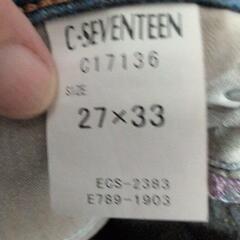 C-SEVENTEEN
C17136
SIZE
27×33
ECS-2383
E789-1903